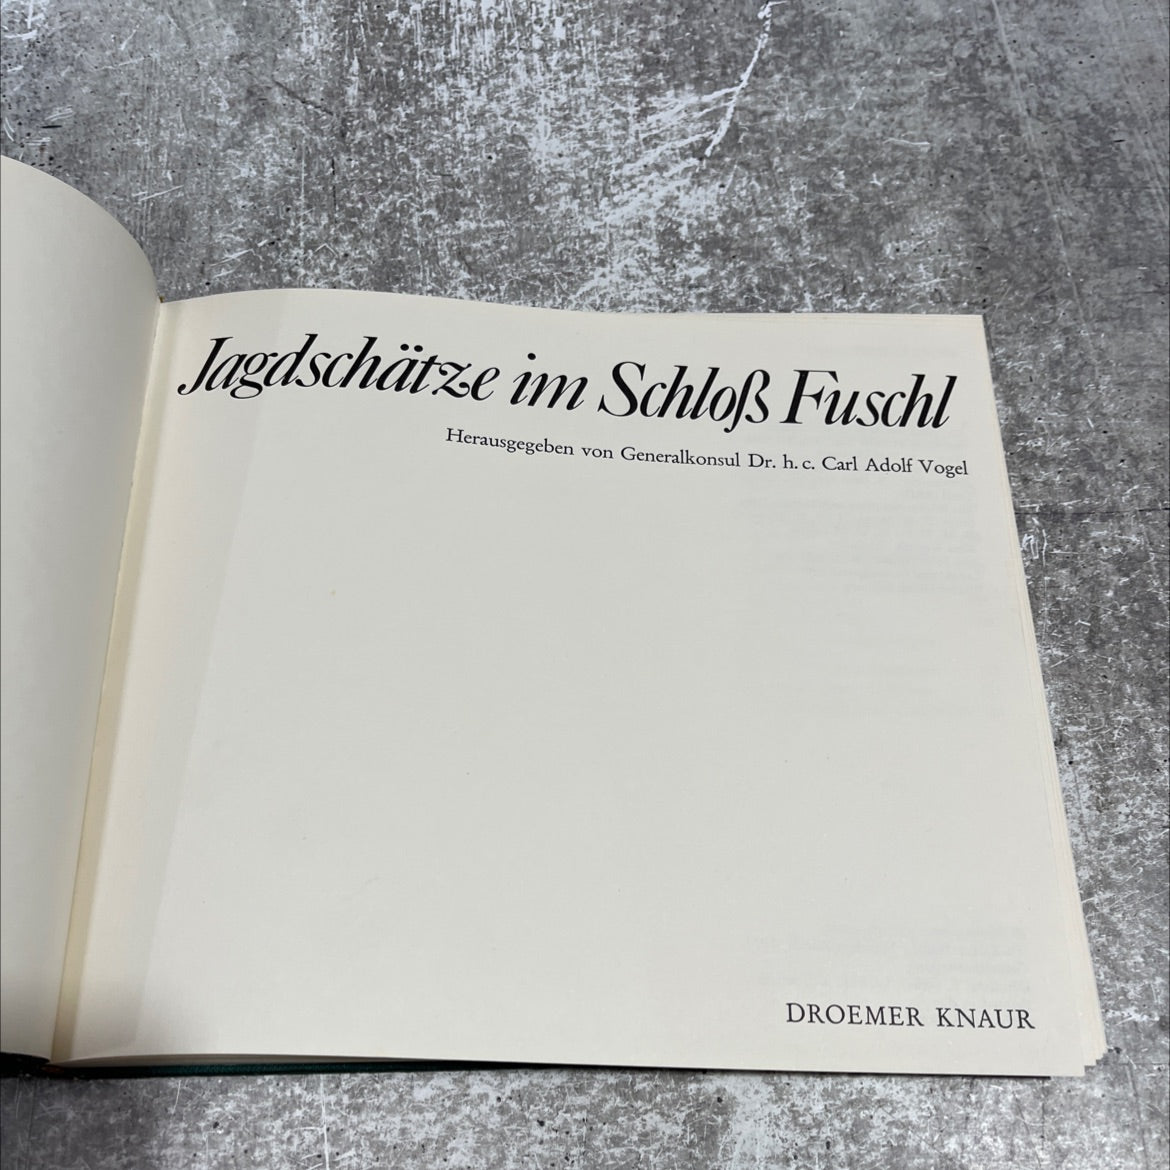 Jagdschätze im Schloß Fuschl
Herausgegeben von Generalkonsul Dr. h. c. Carl Adolf Vogel
DROEMER KNAUR